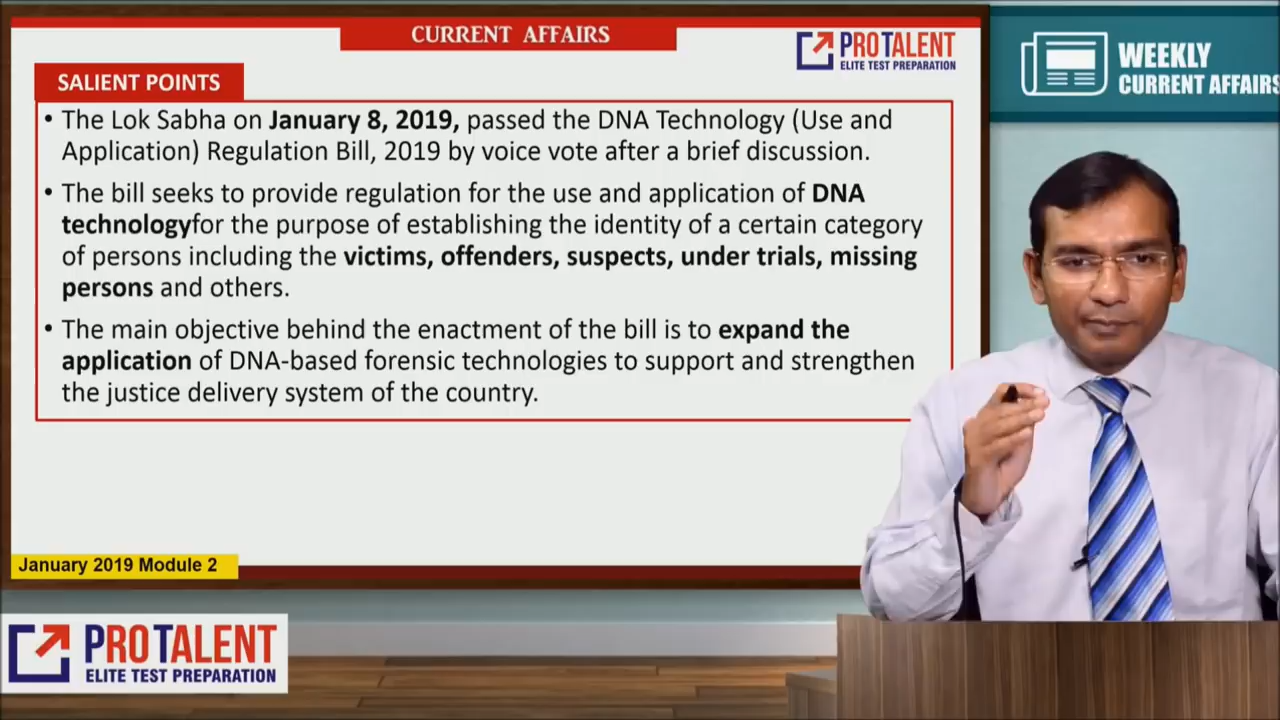 CURRENT AFFAIRS
PROTALENT
ELITE TEST PREPARATION
WEEKLY
CURRENT AFFAIRS
SALIENT POINTS
• The Lok Sabha on January 8, 2019, passed the DNA Technology (Use and
Application) Regulation Bill, 2019 by voice vote after a brief discussion.
• The bill seeks to provide regulation for the use and application of DNA
technologyfor the purpose of establishing the identity of a certain category
of persons including the victims, offenders, suspects, under trials, missing
persons and others.
• The main objective behind the enactment of the bill is to expand the
application of DNA-based forensic technologies to support and strengthen
the justice delivery system of the country.
January 2019 Module 2
PROTALENT
ELITE TEST PREPARATION